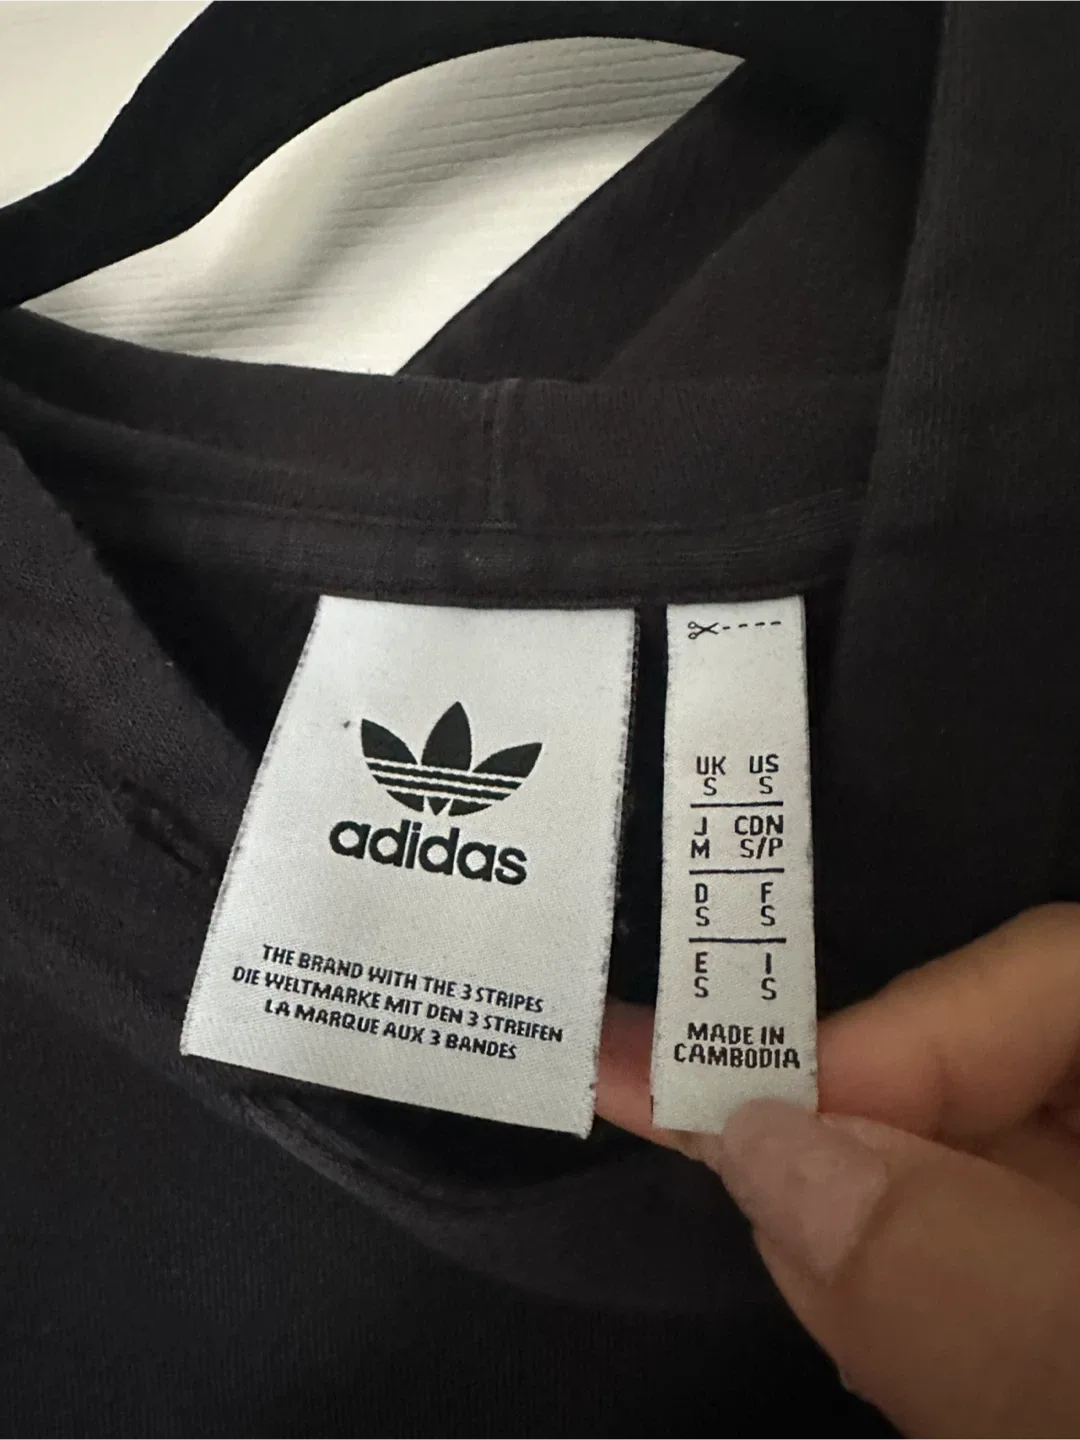 adidas
THE BRAND WITH THE 3 STRIPES
DIE WELTMARKE MIT DEN 3 STREIFEN
LA MARQUE AUX 3 BANDES
UK US
S S
J CDN
M S/P
D F
S S
E I
S S
MADE IN
CAMBODIA